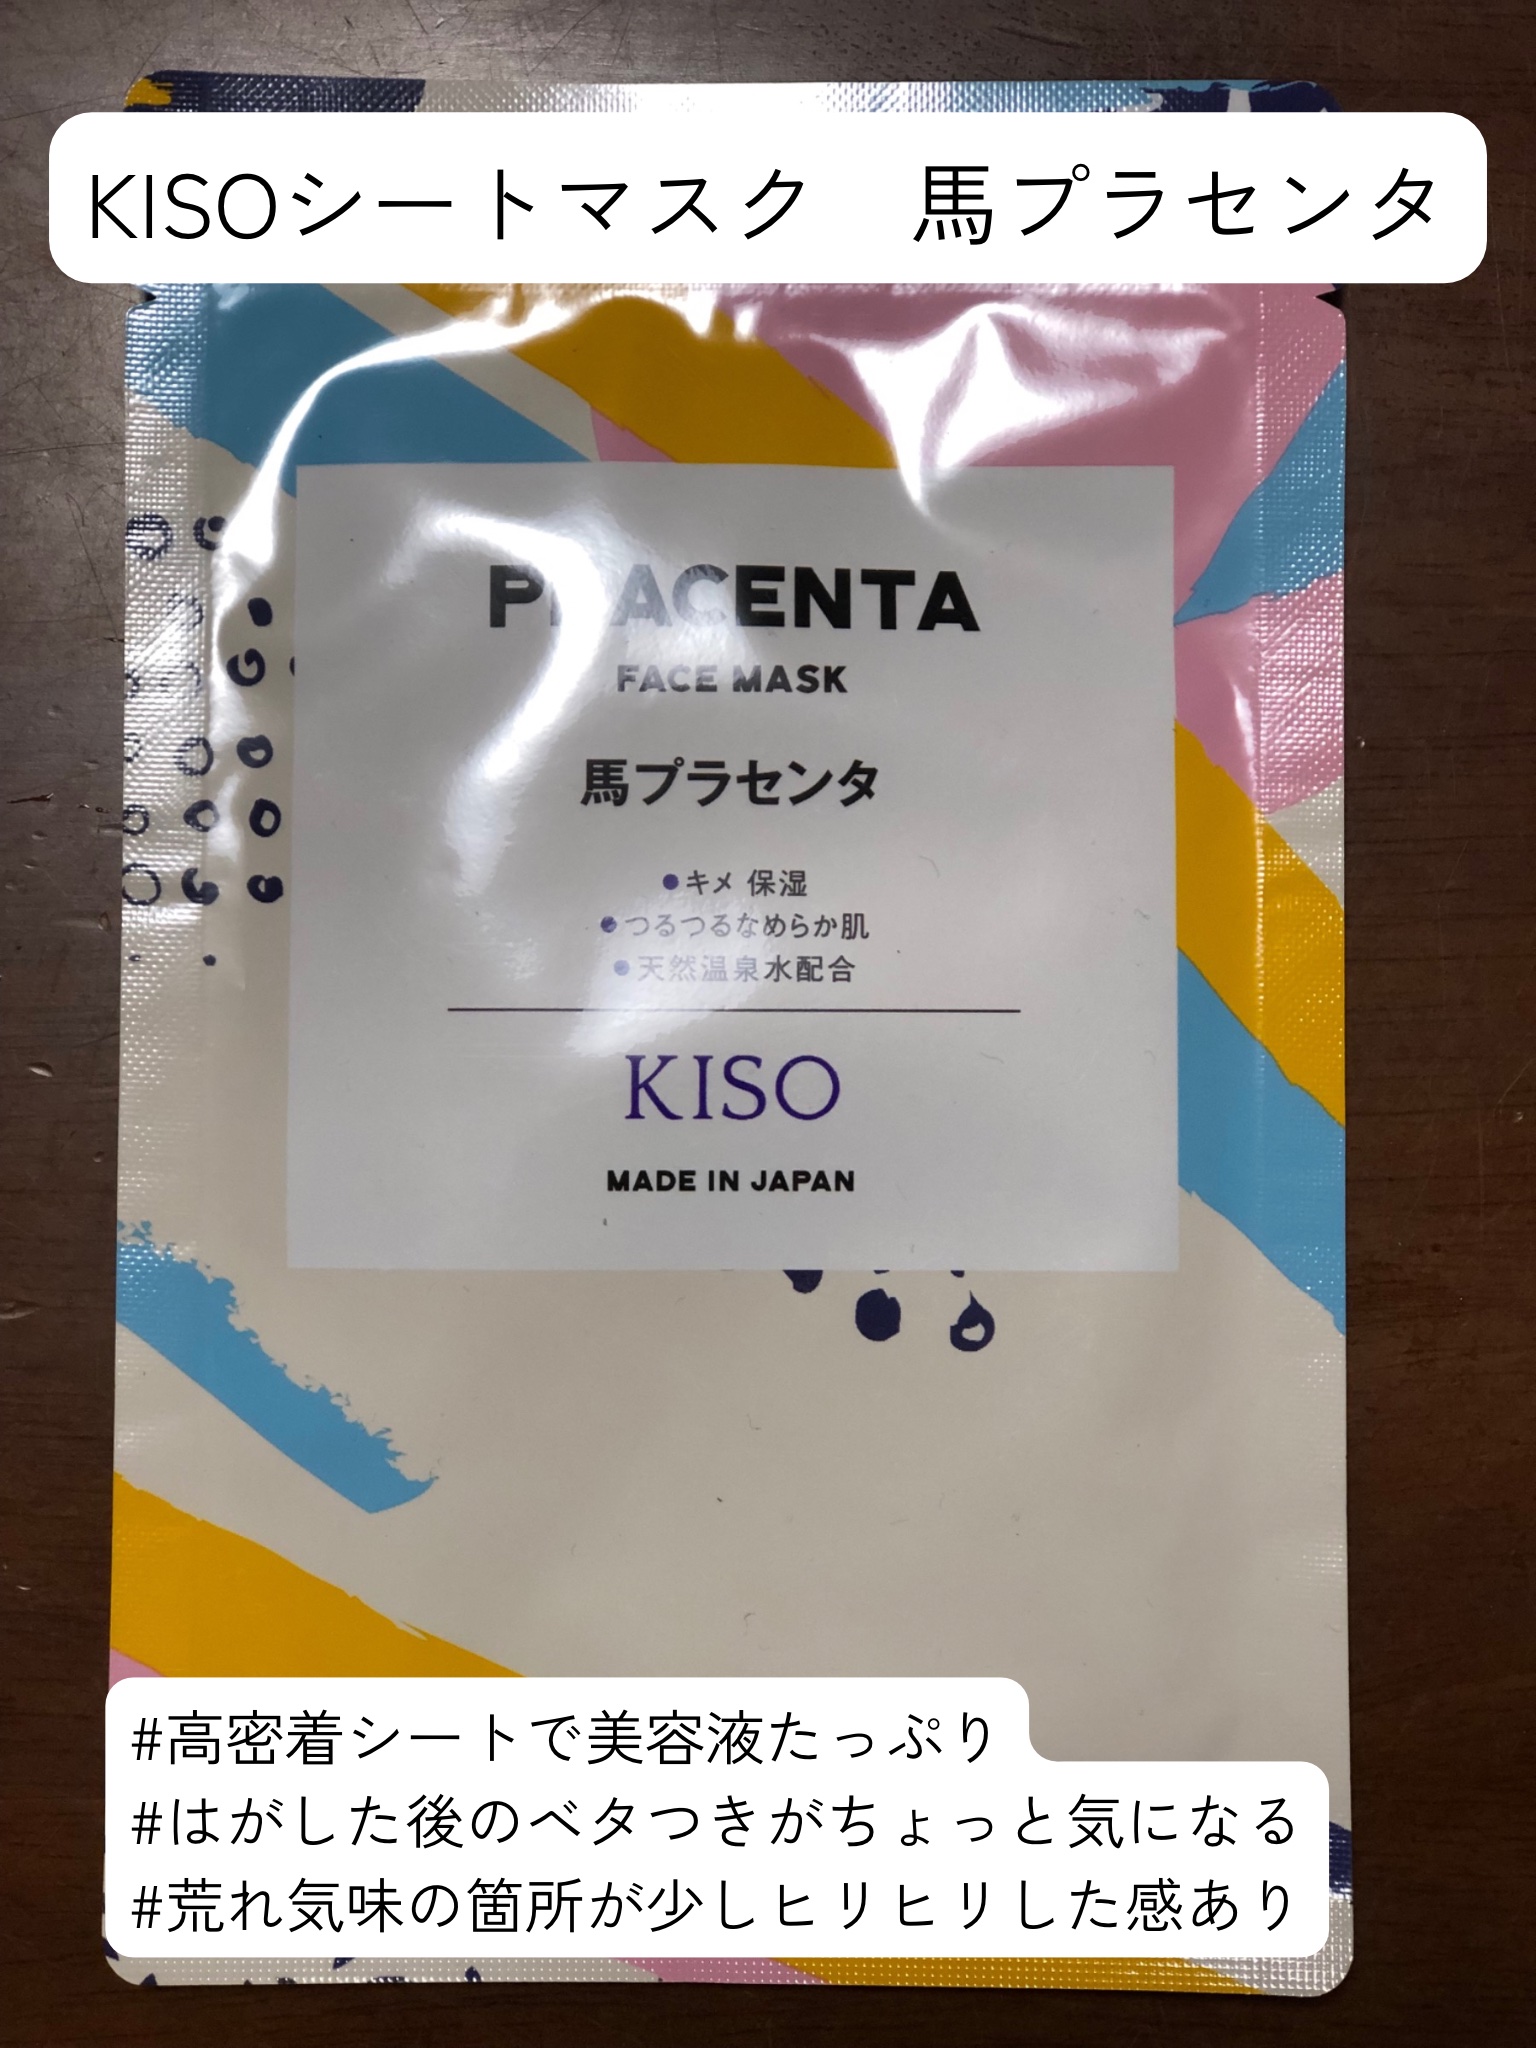 KISOシートマスク　馬プラセンタ
PLACENTA
FACE MASK
馬プラセンタ
●キメ 保湿
●つるつるなめらか肌
●天然温泉水配合
KISO
MADE IN JAPAN
#高密着シートで美容液たっぷり
#はがした後のベタつきがちょっと気になる
#荒れ気味の箇所が少しヒリヒリした感あり